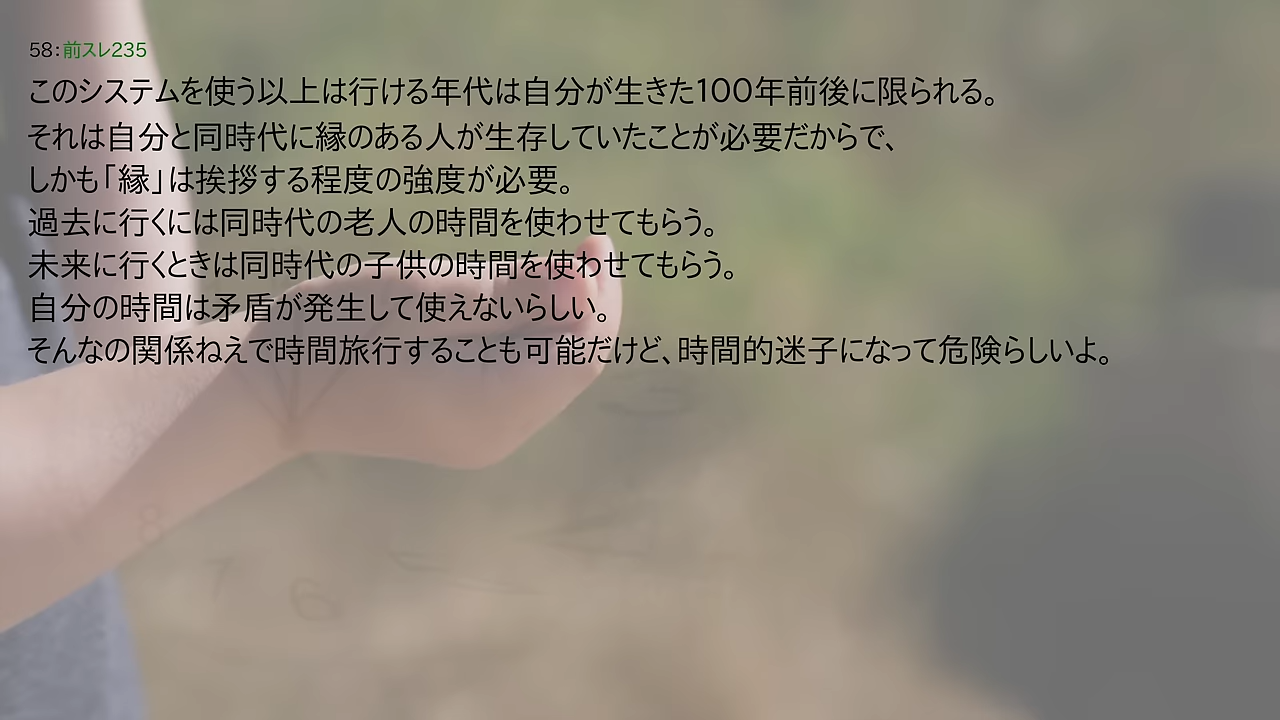 58:前スレ235
このシステムを使う以上は行ける年代は自分が生きた100年前後に限られる。
それは自分と同時代に縁のある人が生存していたことが必要だからで、
しかも「縁」は挨拶する程度の強度が必要。
過去に行くには同時代の老人の時間を使わせてもらう。
未来に行くときは同時代の子供の時間を使わせてもらう。
自分の時間は矛盾が発生して使えないらしい。
そんなの関係ねえで時間旅行することも可能だけど、時間的迷子になって危険らしいよ。
8
7
6